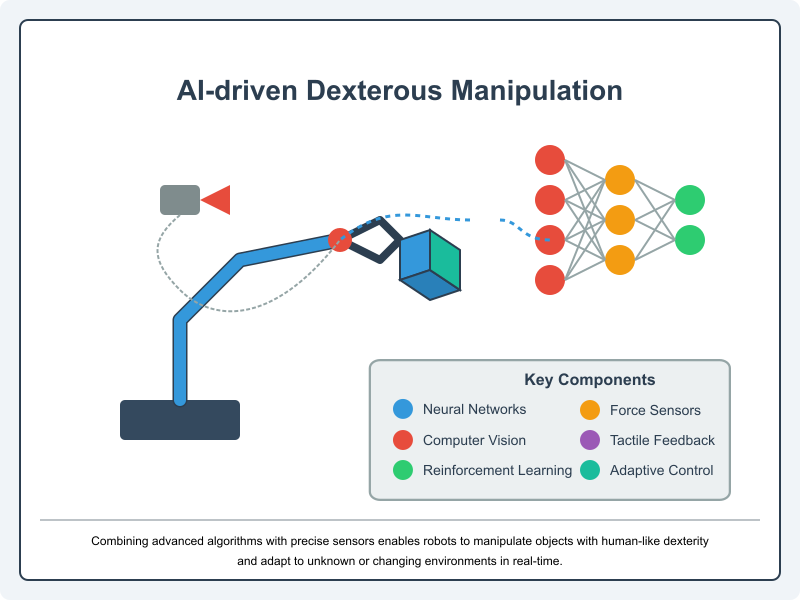 AI-driven Dexterous Manipulation
Key Components
Neural Networks
Force Sensors
Computer Vision
Tactile Feedback
Reinforcement Learning
Adaptive Control
Combining advanced algorithms with precise sensors enables robots to manipulate objects with human-like dexterity
and adapt to unknown or changing environments in real-time.